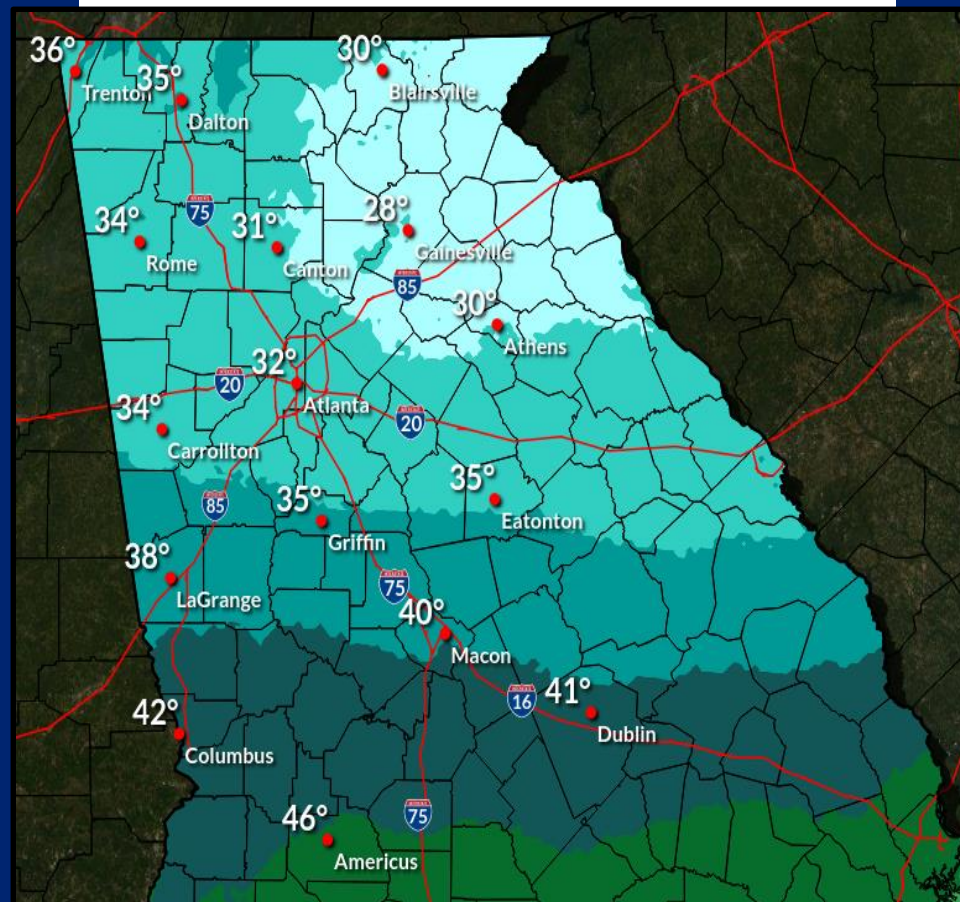 36°
Trenton
35°
Dalton
30°
Blairsville
75
34°
Rome
31°
Canton
28°
Gainesville
85
30°
Athens
32°
Atlanta
20
20
34°
Carrollton
85
35°
Griffin
35°
Eatonton
38°
LaGrange
75
40°
Macon
16
41°
Dublin
42°
Columbus
75
46°
Americus